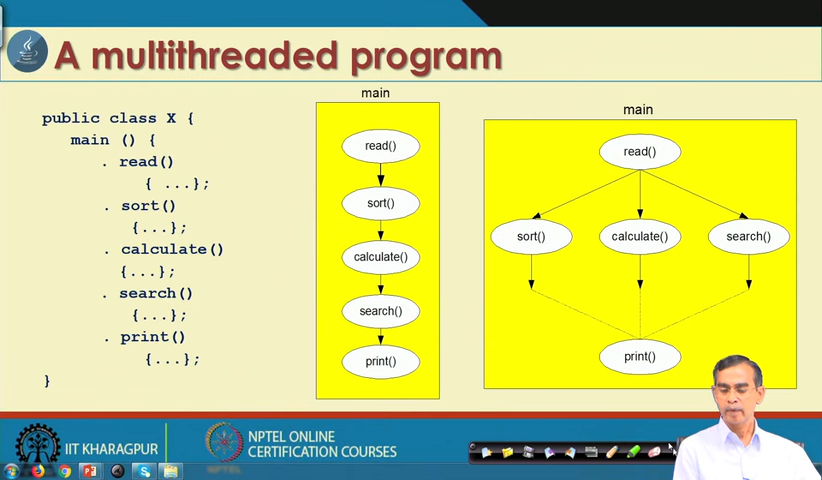 A multithreaded program
public class X {
main () {
. read()
{ ...};
. sort()
{...};
. calculate()
{...};
. search()
{...};
. print()
{...};
}
main
read()
sort()
calculate()
search()
print()
main
read()
sort()
calculate()
search()
print()
IIT KHARAGPUR
NPTEL ONLINE
CERTIFICATION COURSES